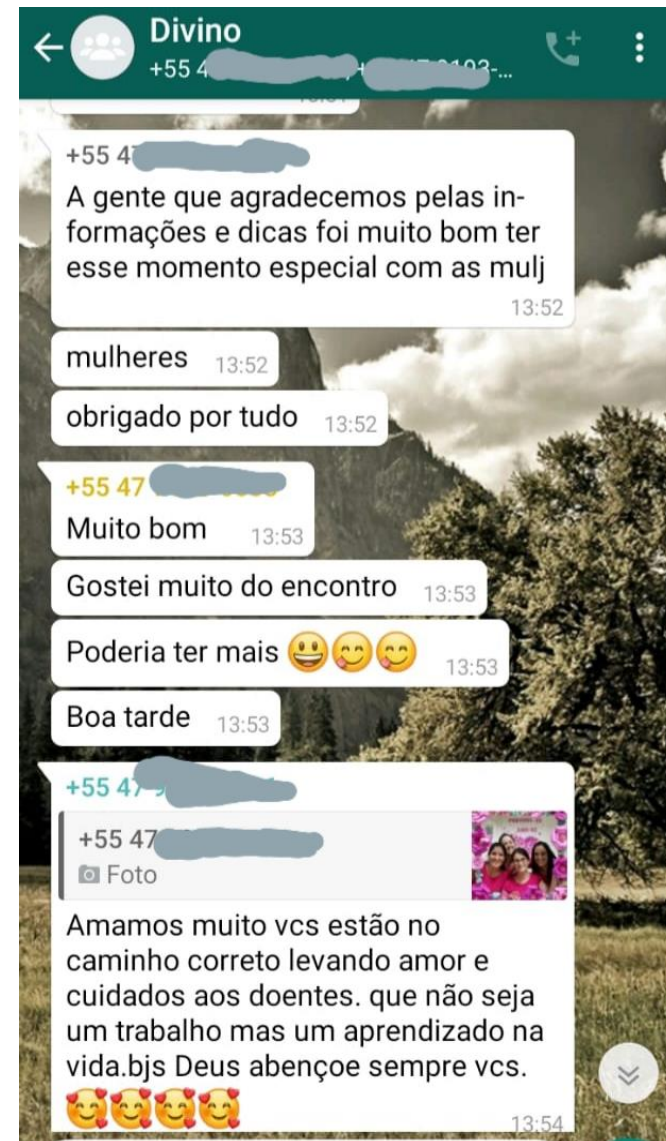 Divino
+55 4
+55 4
A gente que agradecemos pelas in-
formações e dicas foi muito bom ter
esse momento especial com as mulj
13:52
mulheres 13:52
obrigado por tudo 13:52
+55 47
Muito bom 13:53
Gostei muito do encontro 13:53
Poderia ter mais 😃😋😋 13:53
Boa tarde 13:53
+55 47 9
+55 47
Foto
Amamos muito vcs estão no
caminho correto levando amor e
cuidados aos doentes. que não seja
um trabalho mas um aprendizado na
vida.bjs Deus abençoe sempre vcs.
🥰🥰🥰🥰
13:54